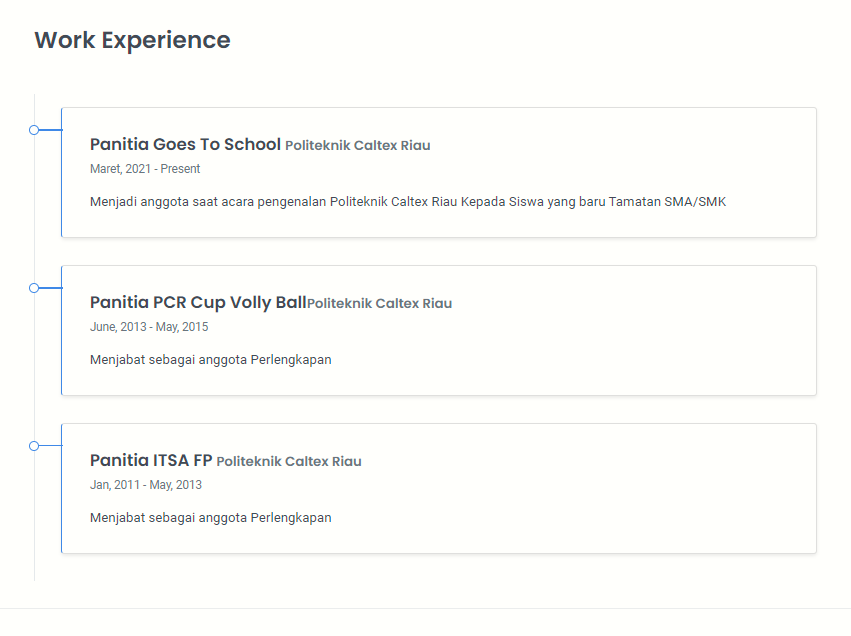 Work Experience
Panitia Goes To School Politeknik Caltex Riau
Maret, 2021 - Present
Menjadi anggota saat acara pengenalan Politeknik Caltex Riau Kepada Siswa yang baru Tamatan SMA/SMK
Panitia PCR Cup Volly BallPoliteknik Caltex Riau
June, 2013 - May, 2015
Menjabat sebagai anggota Perlengkapan
Panitia ITSA FP Politeknik Caltex Riau
Jan, 2011 - May, 2013
Menjabat sebagai anggota Perlengkapan